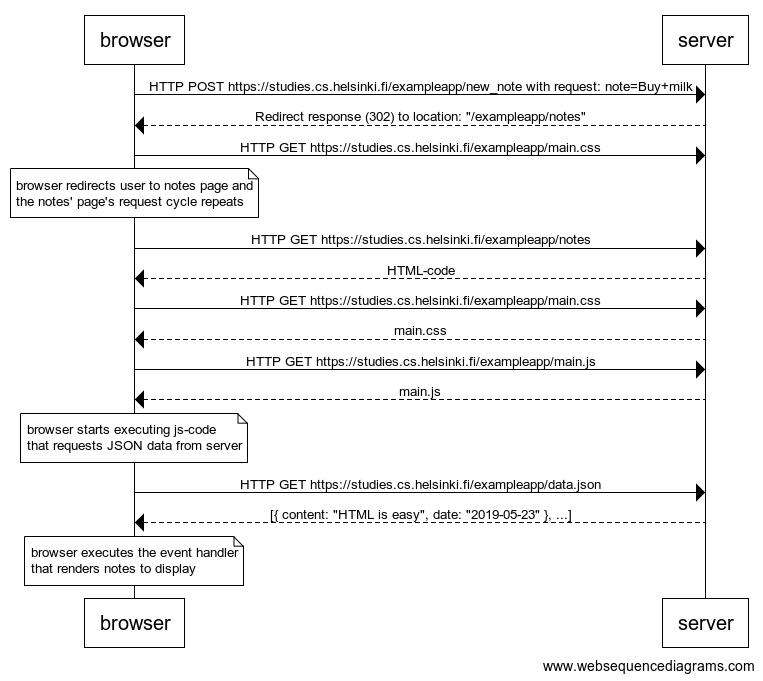 browser
server
HTTP POST https://studies.cs.helsinki.fi/exampleapp/new_note with request: note=Buy+milk
Redirect response (302) to location: "/exampleapp/notes"
HTTP GET https://studies.cs.helsinki.fi/exampleapp/main.css
browser redirects user to notes page and
the notes' page's request cycle repeats
HTTP GET https://studies.cs.helsinki.fi/exampleapp/notes
HTML-code
HTTP GET https://studies.cs.helsinki.fi/exampleapp/main.css
main.css
HTTP GET https://studies.cs.helsinki.fi/exampleapp/main.js
main.js
browser starts executing js-code
that requests JSON data from server
HTTP GET https://studies.cs.helsinki.fi/exampleapp/data.json
[{ content: "HTML is easy", date: "2019-05-23" }, ...]
browser executes the event handler
that renders notes to display
browser
server
www.websequencediagrams.com